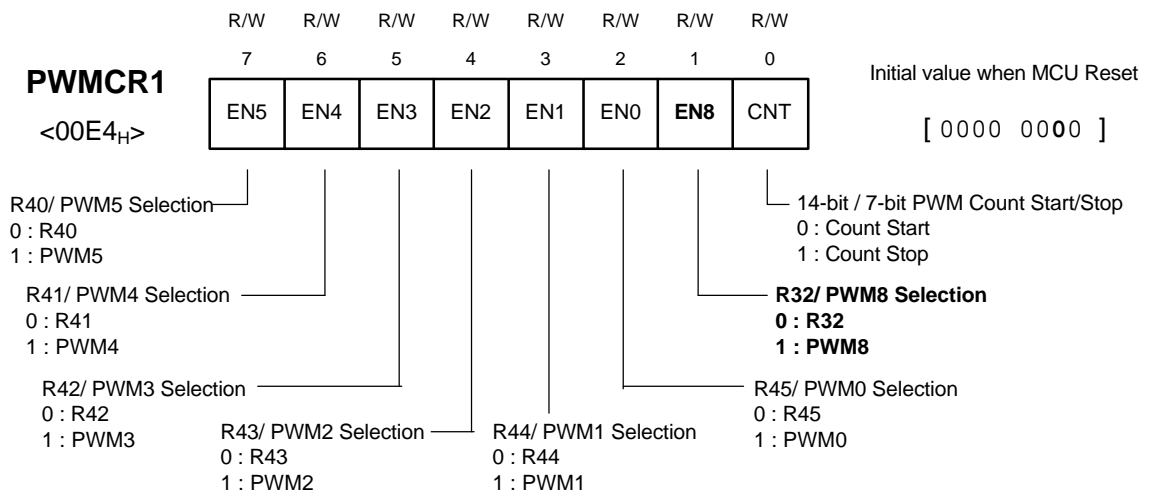 R/W R/W R/W R/W R/W R/W R/W R/W
7 6 5 4 3 2 1 0
PWMCR1
<00E4H>
EN5 EN4 EN3 EN2 EN1 EN0 EN8 CNT
Initial value when MCU Reset
[ 0000 0000 ]
R40/ PWM5 Selection
0 : R40
1 : PWM5
14-bit / 7-bit PWM Count Start/Stop
0 : Count Start
1 : Count Stop
R41/ PWM4 Selection
0 : R41
1 : PWM4
R32/ PWM8 Selection
0 : R32
1 : PWM8
R42/ PWM3 Selection
0 : R42
1 : PWM3
R45/ PWM0 Selection
0 : R45
1 : PWM0
R43/ PWM2 Selection
0 : R43
1 : PWM2
R44/ PWM1 Selection
0 : R44
1 : PWM1